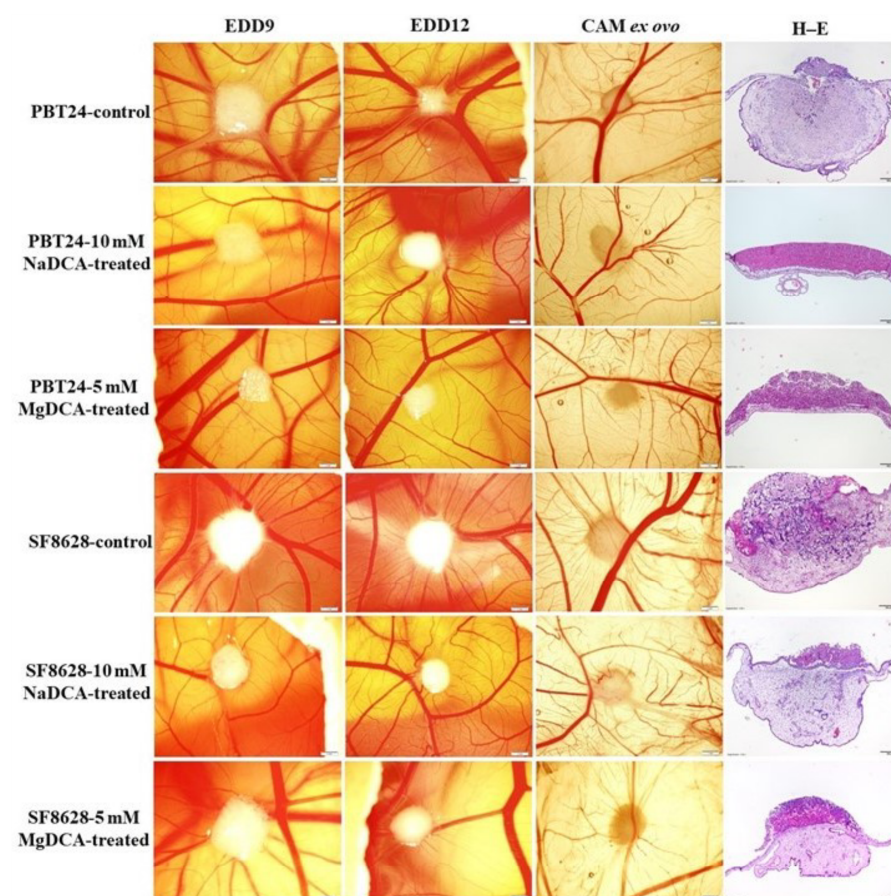 EDD9 EDD12 CAM ex ovo H–E
PBT24-control
PBT24-10 mM
NaDCA-treated
PBT24-5 mM
MgDCA-treated
SF8628-control
SF8628-10 mM
NaDCA-treated
SF8628-5 mM
MgDCA-treated